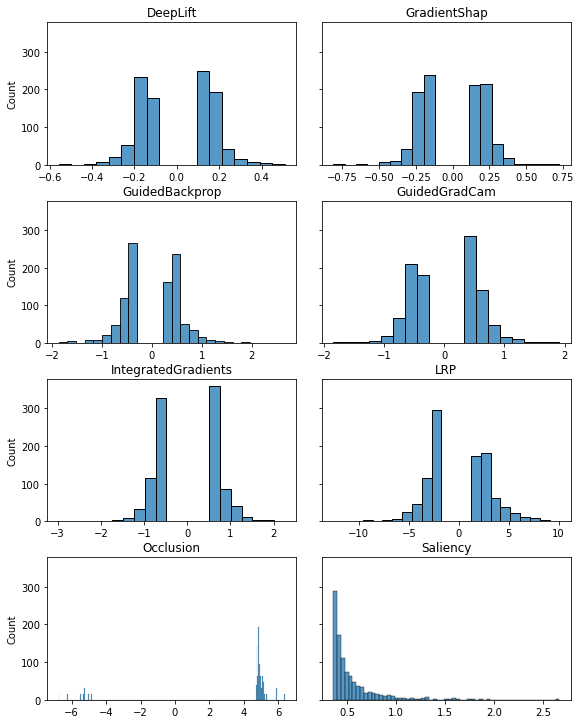 DeepLift GradientShap
Count
300
200
100
0
−0.6 −0.4 −0.2 0.0 0.2 0.4
−0.75 −0.50 −0.25 0.00 0.25 0.50 0.75
GuidedBackprop GuidedGradCam
Count
300
200
100
0
−2 −1 0 1 2
−2 −1 0 1 2
IntegratedGradients LRP
Count
300
200
100
0
−3 −2 −1 0 1 2
−10 −5 0 5 10
Occlusion Saliency
Count
300
200
100
0
−6 −4 −2 0 2 4 6
0.5 1.0 1.5 2.0 2.5